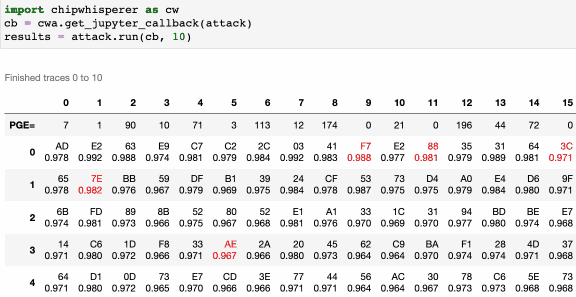 import chipwhisperer as cw
cb = cwa.get_jupyter_callback(attack)
results = attack.run(cb, 10)
Finished traces 0 to 10
0 1 2 3 4 5 6 7 8 9 10 11 12 13 14 15
PGE= 7 1 90 10 71 3 113 12 174 0 21 0 196 44 72 0
0 AD E2 63 E9 C7 C2 2C 03 41 F7 E2 88 35 31 64 3C
0.978 0.992 0.988 0.974 0.981 0.979 0.984 0.992 0.983 0.988 0.977 0.981 0.979 0.989 0.981 0.971
1 65 7E BB 59 DF B1 39 24 CF 53 73 D4 A0 E4 D6 9F
0.978 0.982 0.976 0.967 0.979 0.969 0.975 0.984 0.978 0.987 0.975 0.975 0.979 0.984 0.980 0.971
2 6B FD 89 8B 52 80 52 E1 A1 33 1C 31 94 BD BE E7
0.974 0.981 0.973 0.966 0.975 0.967 0.968 0.981 0.976 0.970 0.970 0.970 0.977 0.980 0.974 0.968
3 14 C6 1D F8 33 AE 2A 20 45 62 C9 BA F1 28 4D 37
0.971 0.980 0.972 0.966 0.971 0.967 0.966 0.980 0.973 0.964 0.969 0.970 0.974 0.974 0.971 0.968
4 64 D1 0D 73 E7 CD 3E 77 44 56 AC 30 78 C6 5E 73
0.971 0.980 0.972 0.965 0.970 0.966 0.966 0.971 0.971 0.964 0.967 0.967 0.973 0.973 0.968 0.968